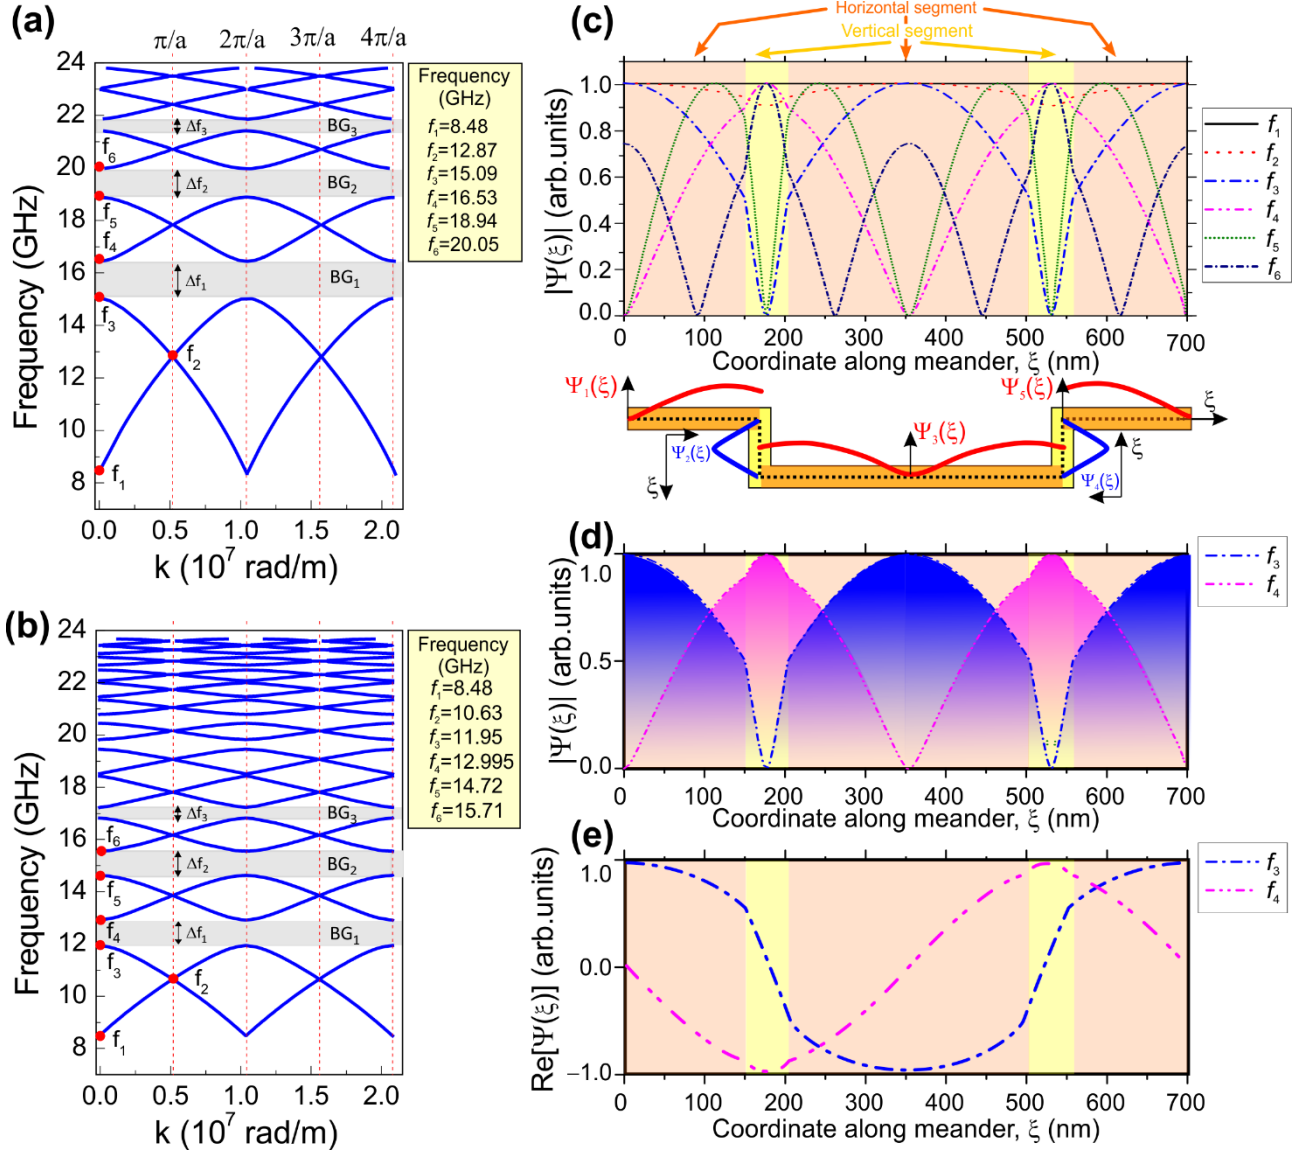 (a)
π/a 2π/a 3π/a 4π/a
24
22
20
18
16
14
12
10
8
Frequency (GHz)
Δf₃ BG₃
Δf₂ BG₂
Δf₁ BG₁
f₆
f₅
f₄
f₃
f₂
f₁
0.0 0.5 1.0 1.5 2.0
k (10⁷ rad/m)
Frequency
(GHz)
f₁=8.48
f₂=12.87
f₃=15.09
f₄=16.53
f₅=18.94
f₆=20.05
(b)
24
22
20
18
16
14
12
10
8
Frequency (GHz)
Δf₃ BG₃
Δf₂ BG₂
Δf₁ BG₁
f₆
f₅
f₄
f₃
f₂
f₁
0.0 0.5 1.0 1.5 2.0
k (10⁷ rad/m)
Frequency
(GHz)
f₁=8.48
f₂=10.63
f₃=11.95
f₄=12.995
f₅=14.72
f₆=15.71
(c)
Horizontal segment
Vertical segment
1.0
0.8
0.6
0.4
0.2
0.0
|Ψ(ξ)| (arb.units)
0 100 200 300 400 500 600 700
Coordinate along meander, ξ (nm)
f₁
f₂
f₃
f₄
f₅
f₆
Ψ₁(ξ)
Ψ₂(ξ)
ξ
Ψ₃(ξ)
Ψ₅(ξ)
ξ
ξ
Ψ₄(ξ)
(d)
1.0
0.5
0.0
|Ψ(ξ)| (arb.units)
0 100 200 300 400 500 600 700
Coordinate along meander, ξ (nm)
f₃
f₄
(e)
1.0
0.0
−1.0
Re[Ψ(ξ)] (arb.units)
0 100 200 300 400 500 600 700
Coordinate along meander, ξ (nm)
f₃
f₄